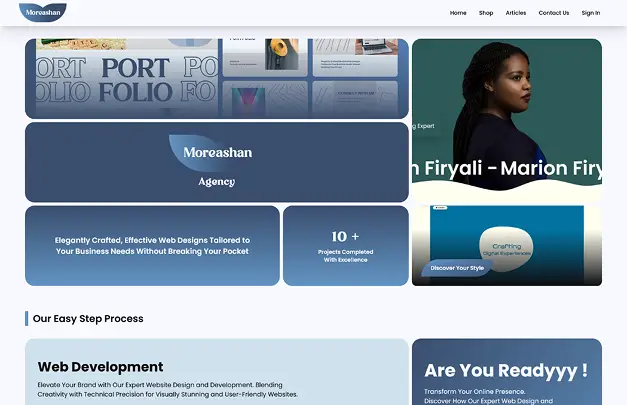 Moreashan
Home
Shop
Articles
Contact Us
Sign In
ORT
PORT
PO
FOLIO
g Expert
n Firyali - Marion Firy
Moreashan
Agency
Elegantly Crafted, Effective Web Designs Tailored to
Your Business Needs Without Breaking Your Pocket
10 +
Projects Completed
With Excellence
Crafting
Digital Experiences
Discover Your Style
Our Easy Step Process
Web Development
Elevate Your Brand with Our Expert Website Design and Development. Blending
Creativity with Technical Precision for Visually Stunning and User-Friendly Websites.
Are You Readyyy !
Transform Your Online Presence.
Discover How Our Expert Web Design and